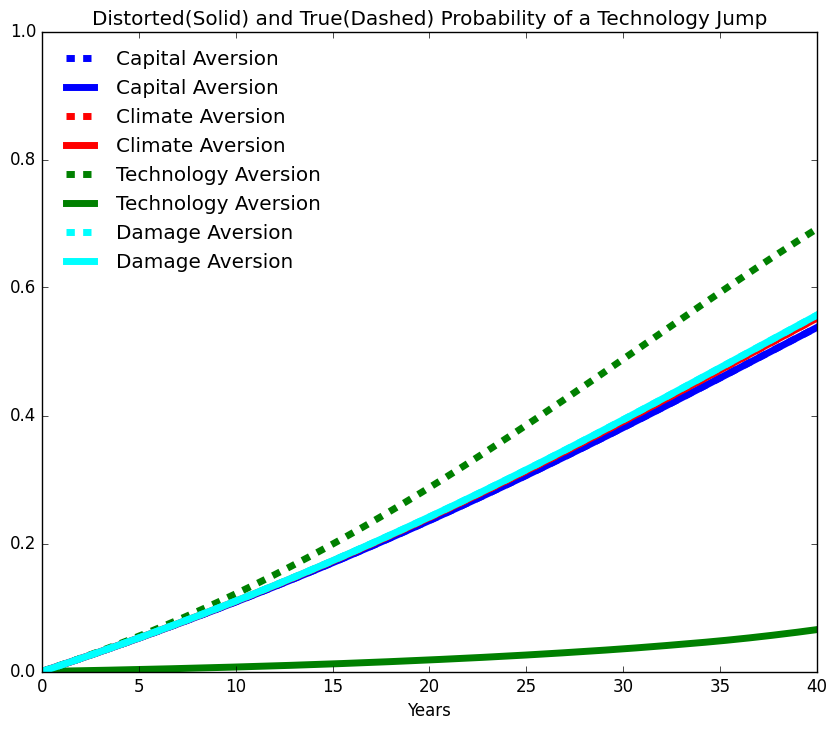 Distorted(Solid) and True(Dashed) Probability of a Technology Jump
1.0
Capital Aversion
Capital Aversion
Climate Aversion
Climate Aversion
Technology Aversion
Technology Aversion
Damage Aversion
Damage Aversion
0.8
0.6
0.4
0.2
0.0
0 5 10 15 20 25 30 35 40
Years